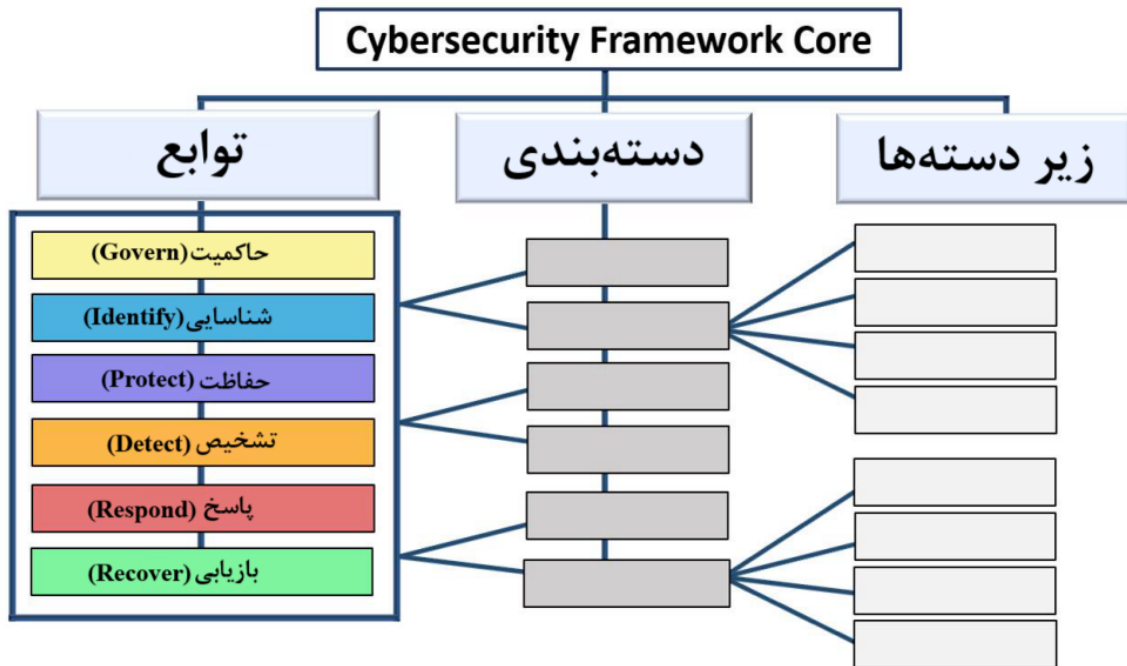 Cybersecurity Framework Core
توابع
دسته‌بندی
زیر دسته‌ها
حاکمیت (Govern)
شناسایی (Identify)
حفاظت (Protect)
تشخیص (Detect)
پاسخ (Respond)
بازیابی (Recover)